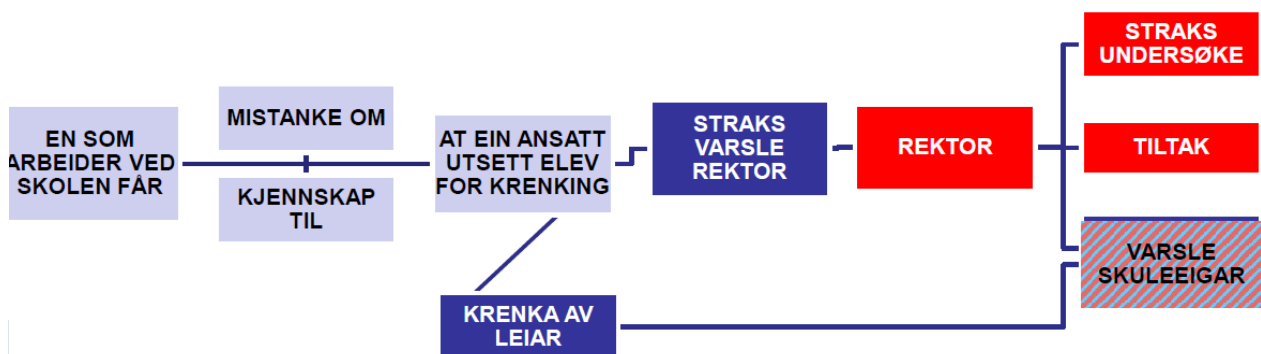 EN SOM
ARBEIDER VED
SKOLEN FÅR
MISTANKE OM
KJENNSKAP
TIL
AT EIN ANSATT
UTSETT ELEV
FOR KRENKING
STRAKS
VARSLE
REKTOR
REKTOR
STRAKS
UNDERSØKE
TILTAK
VARSLE
SKULEEIGAR
KRENKA AV
LEIAR